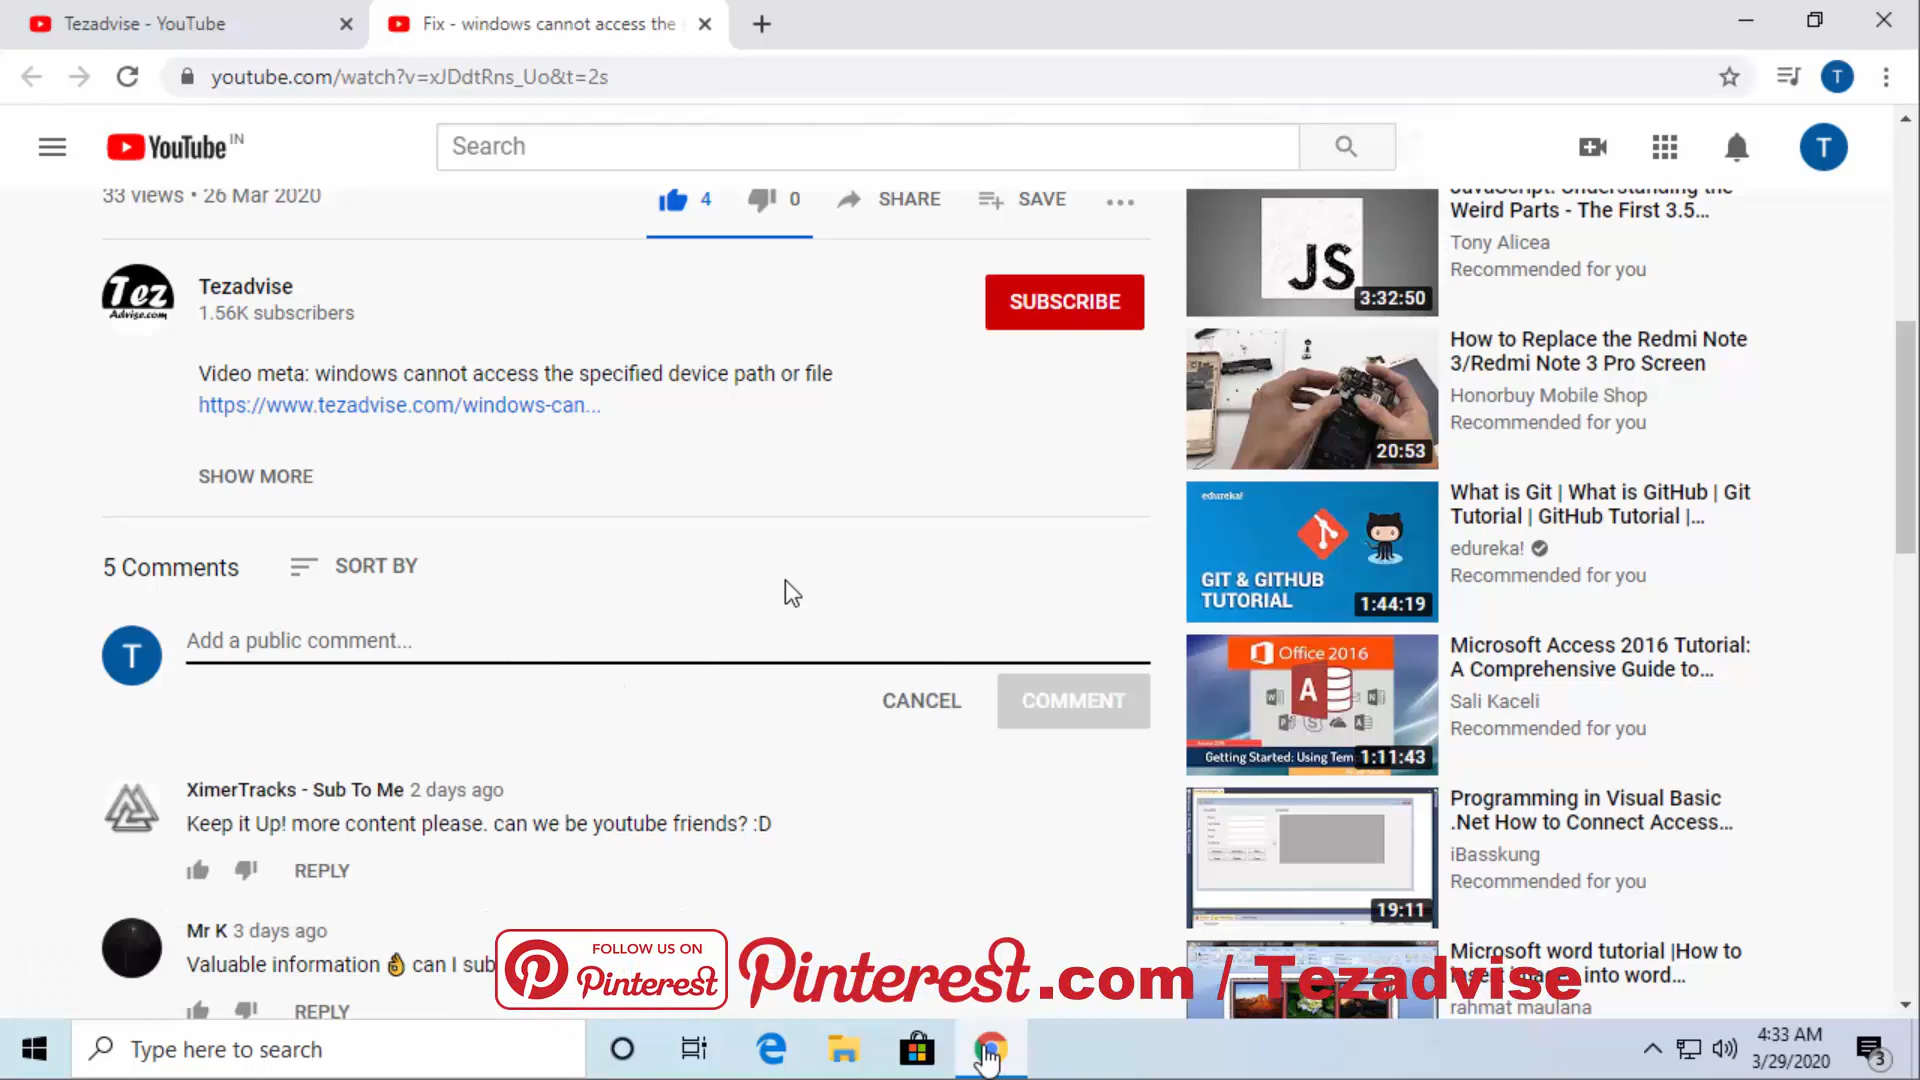 Tezadvise - YouTube
Fix - windows cannot access the
youtube.com/watch?v=xJDdtRns_Uo&t=2s
T
YouTube IN
Search
T
33 views • 26 Mar 2020
4
0
SHARE
SAVE
Tez
Advise.com
Tezadvise
1.56K subscribers
SUBSCRIBE
Video meta: windows cannot access the specified device path or file
https://www.tezadvise.com/windows-can...
SHOW MORE
5 Comments
SORT BY
T
Add a public comment...
CANCEL
COMMENT
XimerTracks - Sub To Me 2 days ago
Keep it Up! more content please. can we be youtube friends? :D
REPLY
Mr K 3 days ago
Valuable information 👌 can I sub
REPLY
JS
3:32:50
JavaScript: Understanding the
Weird Parts - The First 3.5...
Tony Alicea
Recommended for you
20:53
How to Replace the Redmi Note
3/Redmi Note 3 Pro Screen
Honorbuy Mobile Shop
Recommended for you
edureka!
GIT & GITHUB
TUTORIAL
1:44:19
What is Git | What is GitHub | Git
Tutorial | GitHub Tutorial |...
edureka!
Recommended for you
Office 2016
A
Getting Started: Using Tem
1:11:43
Microsoft Access 2016 Tutorial:
A Comprehensive Guide to...
Sali Kaceli
Recommended for you
19:11
Programming in Visual Basic
.Net How to Connect Access...
iBasskung
Recommended for you
Microsoft word tutorial |How to
into word...
rahmat maulana
FOLLOW US ON
Pinterest
Pinterest.com / Tezadvise
Type here to search
4:33 AM
3/29/2020
3